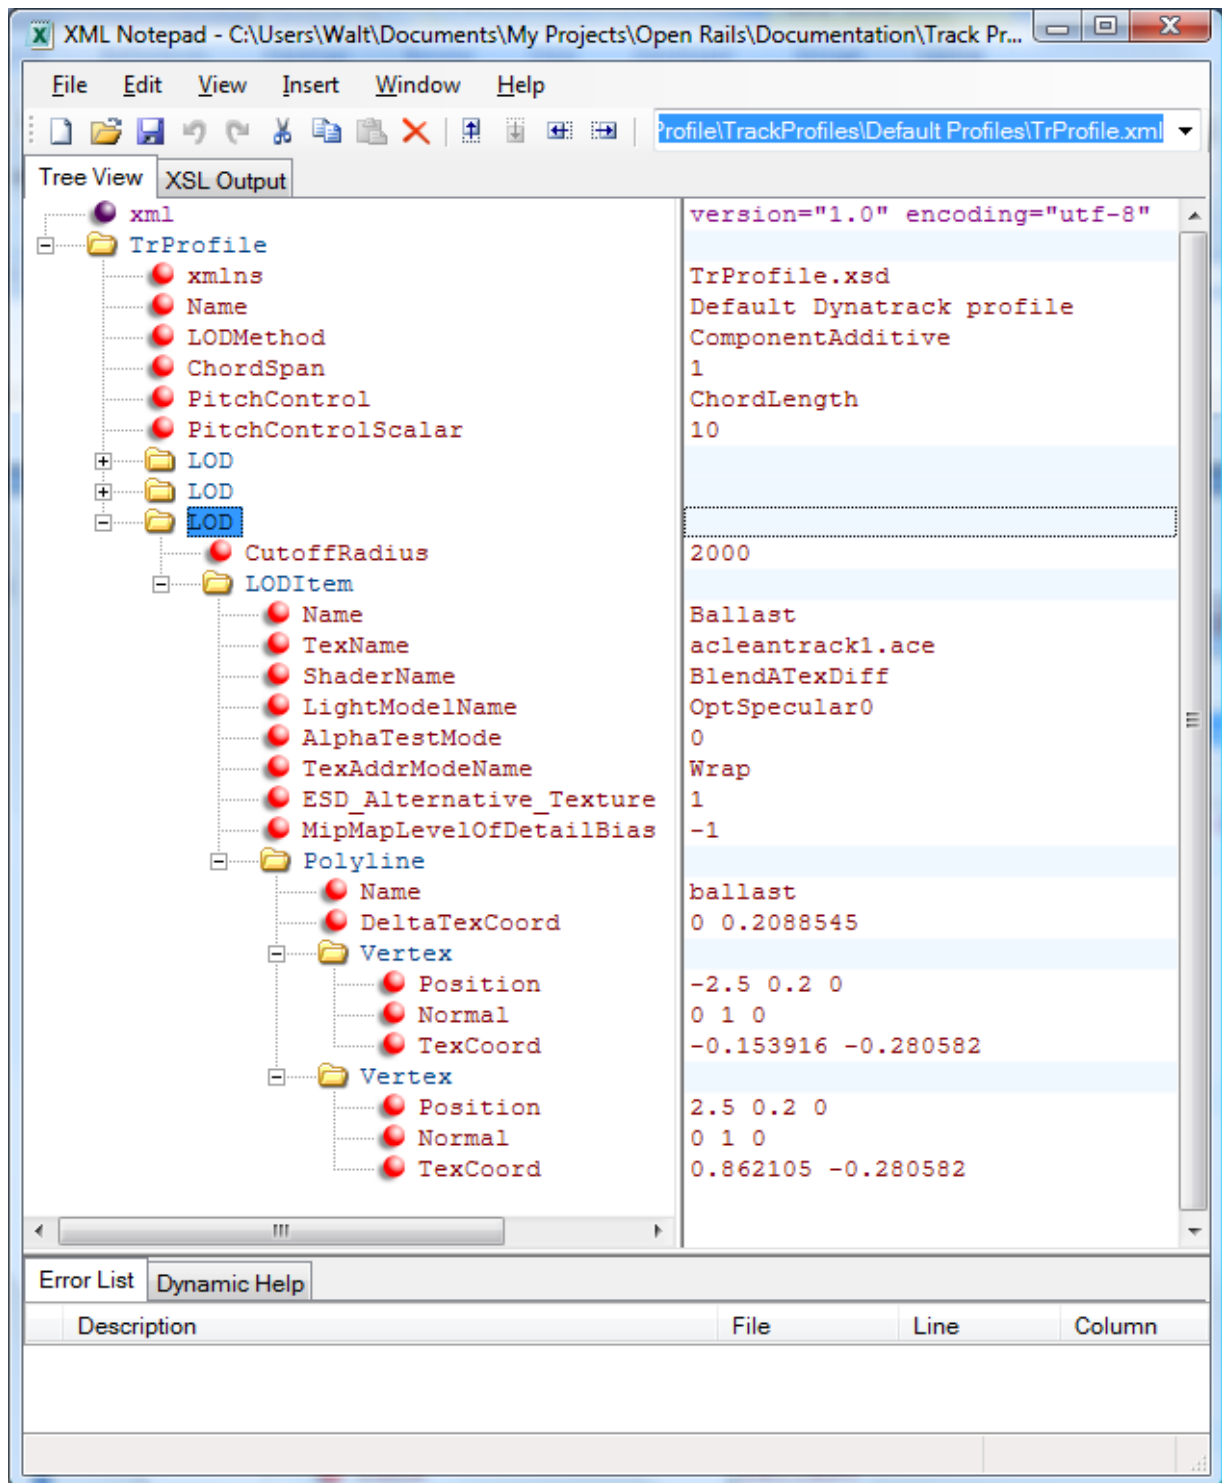 XML Notepad - C:\Users\Walt\Documents\My Projects\Open Rails\Documentation\Track Pr...
File Edit View Insert Window Help
Profile\TrackProfiles\Default Profiles\TrProfile.xml
Tree View XSL Output
xml version="1.0" encoding="utf-8"
TrProfile
xmlns TrProfile.xsd
Name Default Dynatrack profile
LODMethod ComponentAdditive
ChordSpan 1
PitchControl ChordLength
PitchControlScalar 10
LOD
LOD
LOD
CutoffRadius 2000
LODItem
Name Ballast
TexName acleantrack1.ace
ShaderName BlendATexDiff
LightModelName OptSpecular0
AlphaTestMode 0
TexAddrModeName Wrap
ESD_Alternative_Texture 1
MipMapLevelOfDetailBias -1
Polyline
Name ballast
DeltaTexCoord 0 0.2088545
Vertex
Position -2.5 0.2 0
Normal 0 1 0
TexCoord -0.153916 -0.280582
Vertex
Position 2.5 0.2 0
Normal 0 1 0
TexCoord 0.862105 -0.280582
Error List Dynamic Help
Description File Line Column